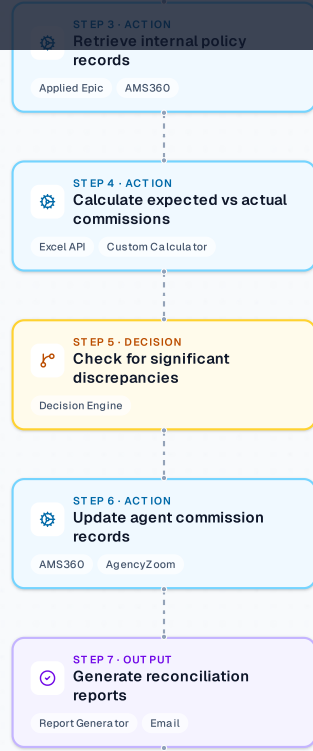 STEP 3 · ACTION
Retrieve internal policy
records
Applied Epic
AMS360
STEP 4 · ACTION
Calculate expected vs actual
commissions
Excel API
Custom Calculator
STEP 5 · DECISION
Check for significant
discrepancies
Decision Engine
STEP 6 · ACTION
Update agent commission
records
AMS360
AgencyZoom
STEP 7 · OUTPUT
Generate reconciliation
reports
Report Generator
Email